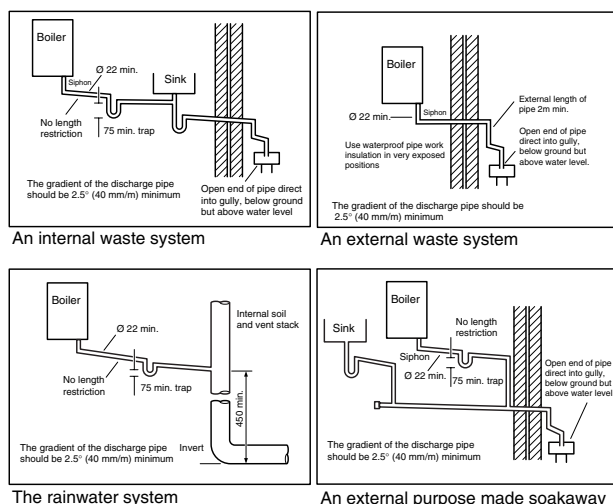 Boiler
Siphon
Ø 22 min.
Sink
No length
restriction
75 min. trap
The gradient of the discharge pipe
should be 2.5° (40 mm/m) minimum
Open end of pipe direct
into gully, below ground
but above water level
An internal waste system
Boiler
Ø 22 min.
Siphon
External length of
pipe 2m min.
Use waterproof pipe work
insulation in very exposed
positions
Open end of pipe
direct into gully,
below ground but
above water level.
The gradient of the discharge pipe should be
2.5° (40 mm/m) minimum
An external waste system
Boiler
Ø 22 min.
Internal soil
and vent stack
No length
restriction
75 min. trap
450 min.
The gradient of the discharge pipe
should be 2.5° (40 mm/m) minimum
Invert
The rainwater system
Boiler
Sink
No length
restriction
Siphon
Ø 22 min.
75 min. trap
Open end of pipe
direct into gully,
below ground but
above water level
The gradient of the discharge pipe
should be 2.5° (40 mm/m) minimum
An external purpose made soakaway